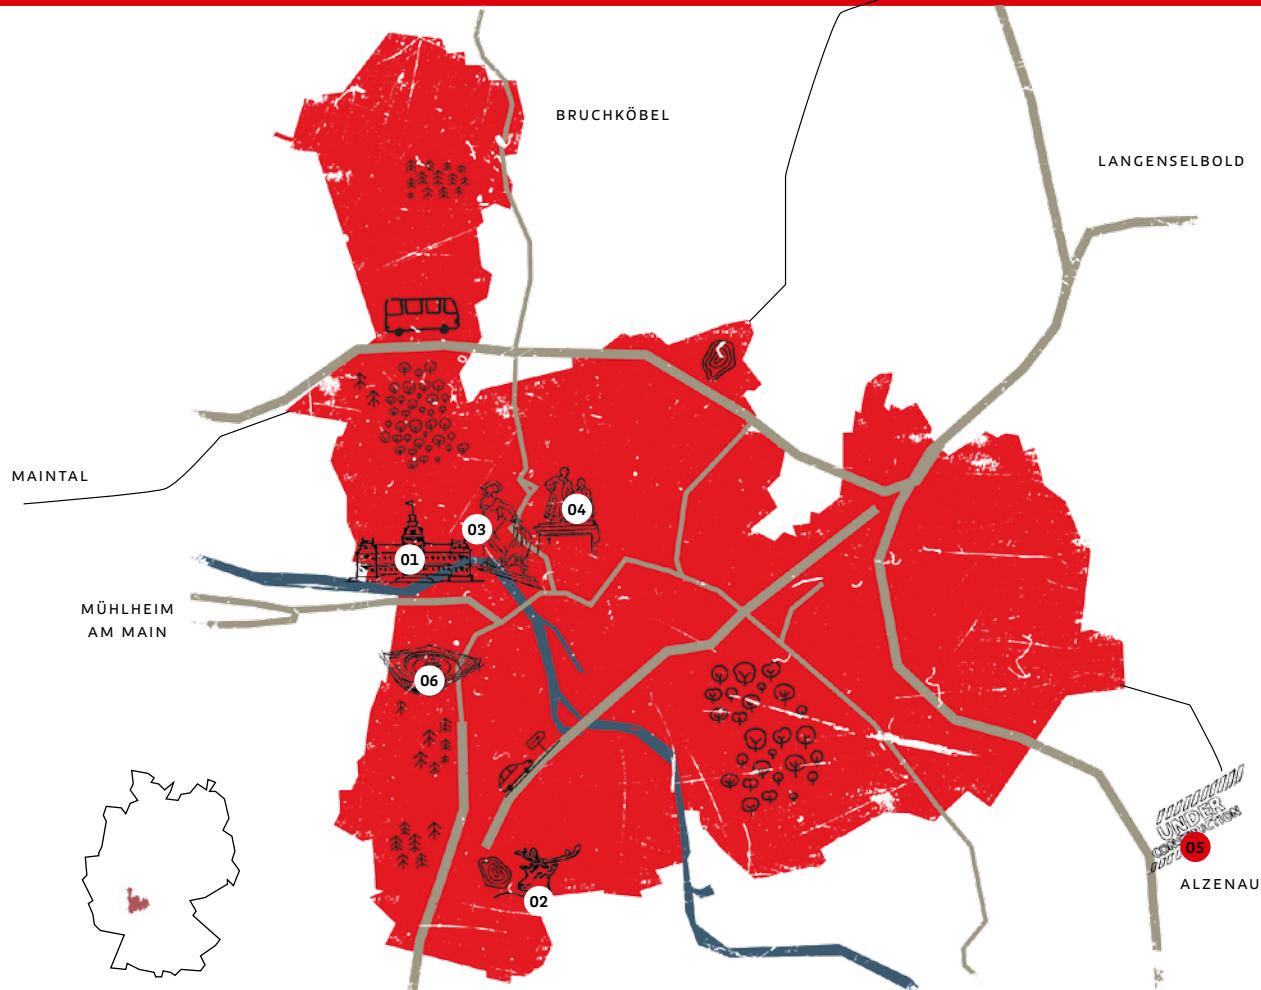 BRUCHKÖBEL
LANGENSELBOLD
MAINTAL
04
03
01
MÜHLHEIM
AM MAIN
06
UNDER
CONSTRUCTION
05
ALZENAU
02